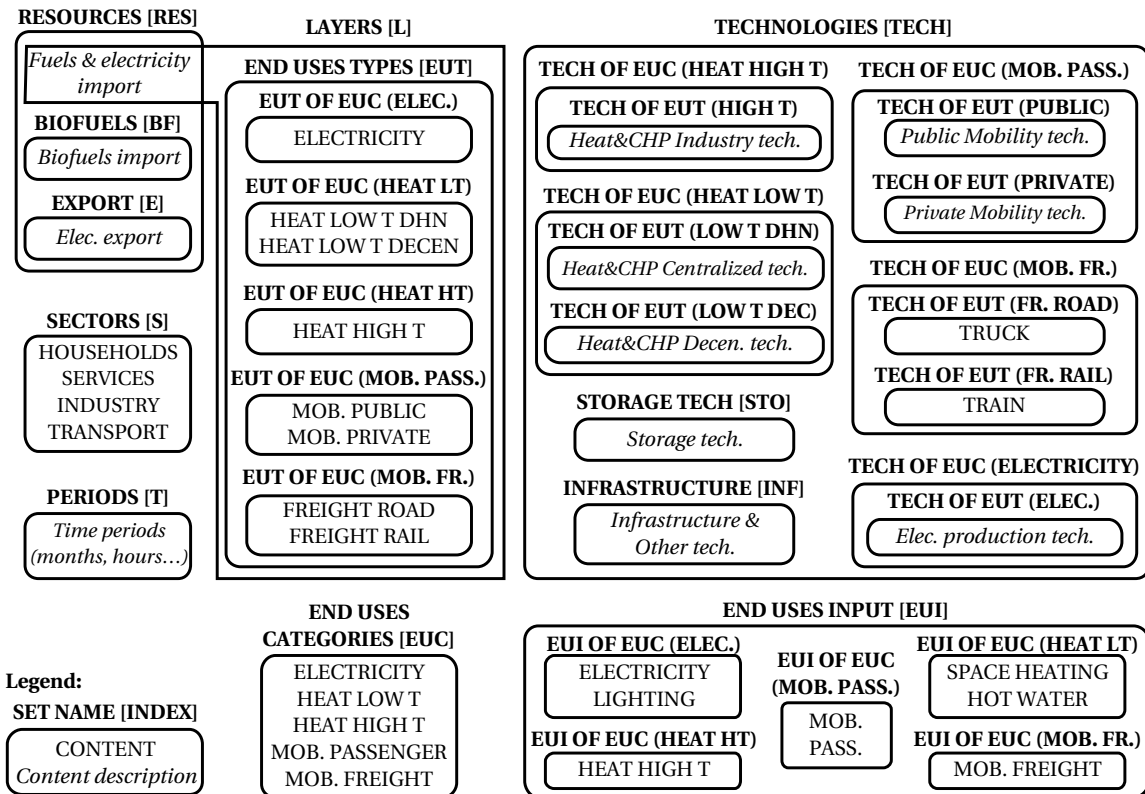 RESOURCES [RES]
Fuels & electricity
import
BIOFUELS [BF]
Biofuels import
EXPORT [E]
Elec. export
SECTORS [S]
HOUSEHOLDS
SERVICES
INDUSTRY
TRANSPORT
PERIODS [T]
Time periods
(months, hours…)
LAYERS [L]
END USES TYPES [EUT]
EUT OF EUC (ELEC.)
ELECTRICITY
EUT OF EUC (HEAT LT)
HEAT LOW T DHN
HEAT LOW T DECEN
EUT OF EUC (HEAT HT)
HEAT HIGH T
EUT OF EUC (MOB. PASS.)
MOB. PUBLIC
MOB. PRIVATE
EUT OF EUC (MOB. FR.)
FREIGHT ROAD
FREIGHT RAIL
TECHNOLOGIES [TECH]
TECH OF EUC (HEAT HIGH T)
TECH OF EUT (HIGH T)
Heat&CHP Industry tech.
TECH OF EUC (HEAT LOW T)
TECH OF EUT (LOW T DHN)
Heat&CHP Centralized tech.
TECH OF EUT (LOW T DEC)
Heat&CHP Decen. tech.
STORAGE TECH [STO]
Storage tech.
INFRASTRUCTURE [INF]
Infrastructure &
Other tech.
TECH OF EUC (MOB. PASS.)
TECH OF EUT (PUBLIC)
Public Mobility tech.
TECH OF EUT (PRIVATE)
Private Mobility tech.
TECH OF EUC (MOB. FR.)
TECH OF EUT (FR. ROAD)
TRUCK
TECH OF EUT (FR. RAIL)
TRAIN
TECH OF EUC (ELECTRICITY)
TECH OF EUT (ELEC.)
Elec. production tech.
Legend:
SET NAME [INDEX]
CONTENT
Content description
END USES
CATEGORIES [EUC]
ELECTRICITY
HEAT LOW T
HEAT HIGH T
MOB. PASSENGER
MOB. FREIGHT
END USES INPUT [EUI]
EUI OF EUC (ELEC.)
ELECTRICITY
LIGHTING
EUI OF EUC (HEAT HT)
HEAT HIGH T
EUI OF EUC
(MOB. PASS.)
MOB.
PASS.
EUI OF EUC (HEAT LT)
SPACE HEATING
HOT WATER
EUI OF EUC (MOB. FR.)
MOB. FREIGHT